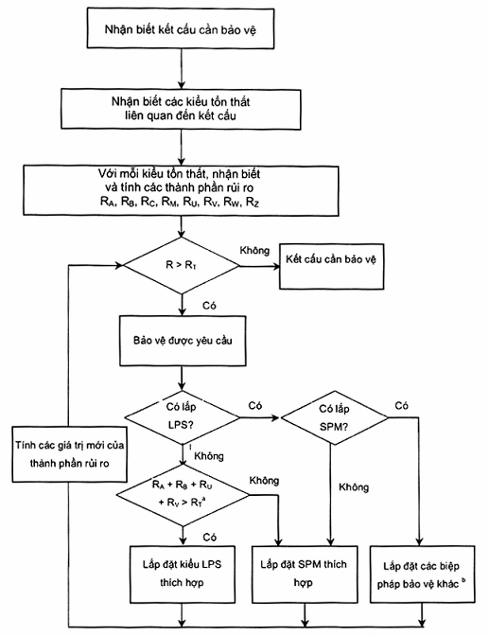 Nhận biết kết cấu cần bảo vệ
Nhận biết các kiểu tổn thất
liên quan đến kết cấu
Với mỗi kiểu tổn thất, nhận biết
và tính các thành phần rủi ro
RA, RB, RC, RM, RU, RV, RW, RZ
R > RT
Không
Kết cấu cần bảo vệ
Có
Bảo vệ được yêu cầu
Có lắp
LPS?
Có
Có lắp
SPM?
Có
Tính các giá trị mới của
thành phần rủi ro
Không
RA + RB + RU
+ RV > RT a
Không
Không
Có
Lắp đặt kiểu LPS
thích hợp
Lắp đặt SPM thích
hợp
Lắp đặt các biệp
pháp bảo vệ khác b